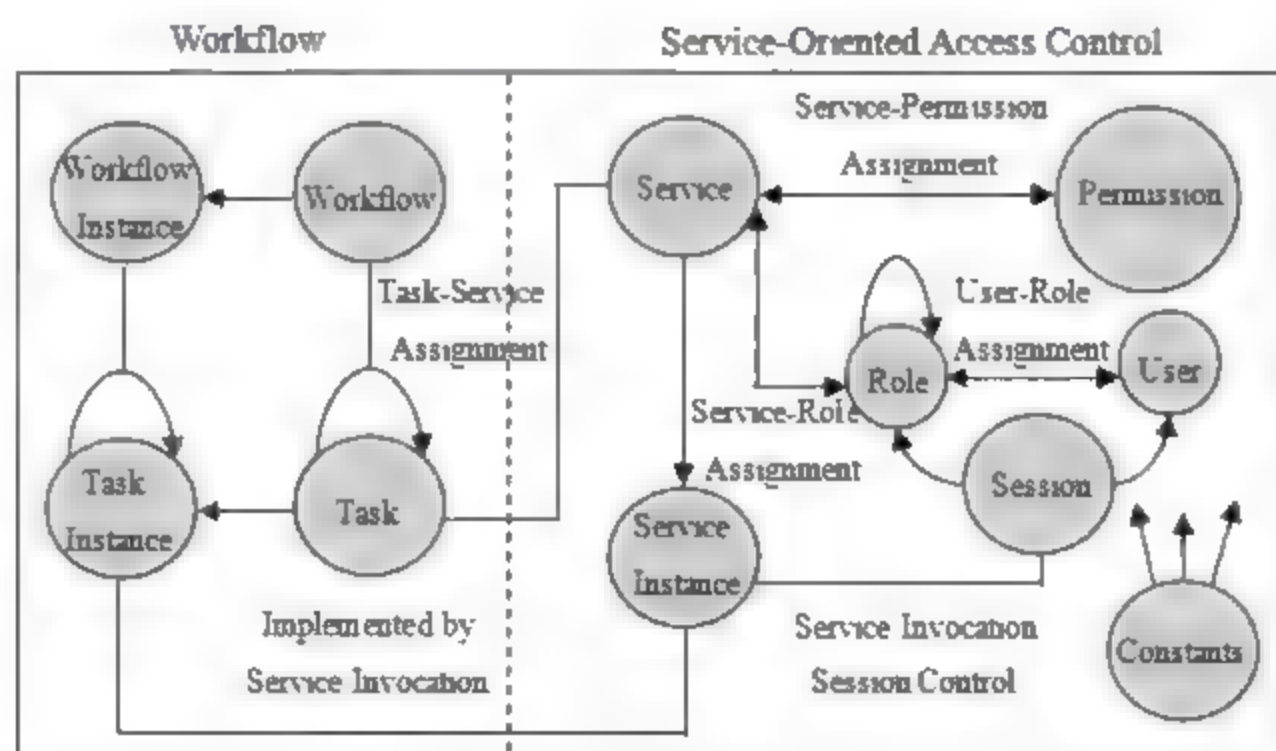 Workflow
Service-Oriented Access Control
Workflow
Instance
Workflow
Service
Service-Permission
Assignment
Permission
Task-Service
Assignment
User-Role
Assignment
Role
User
Service-Role
Assignment
Task
Instance
Task
Service
Instance
Session
Implemented by
Service Invocation
Service Invocation
Session Control
Constants